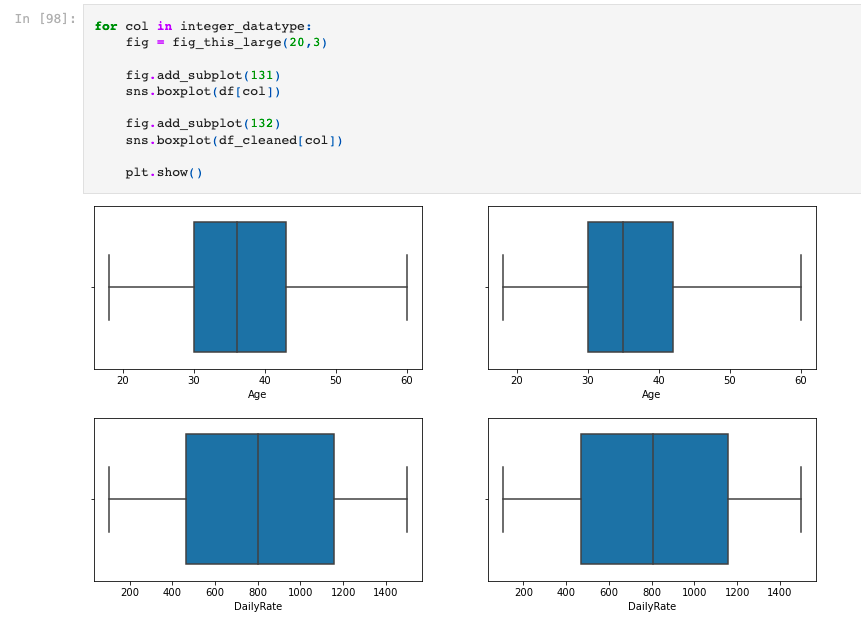 In [98]:
for col in integer_datatype:
    fig = fig_this_large(20,3)
    fig.add_subplot(131)
    sns.boxplot(df[col])
    fig.add_subplot(132)
    sns.boxplot(df_cleaned[col])
    plt.show()
20 30 40 50 60
Age
20 30 40 50 60
Age
200 400 600 800 1000 1200 1400
DailyRate
200 400 600 800 1000 1200 1400
DailyRate